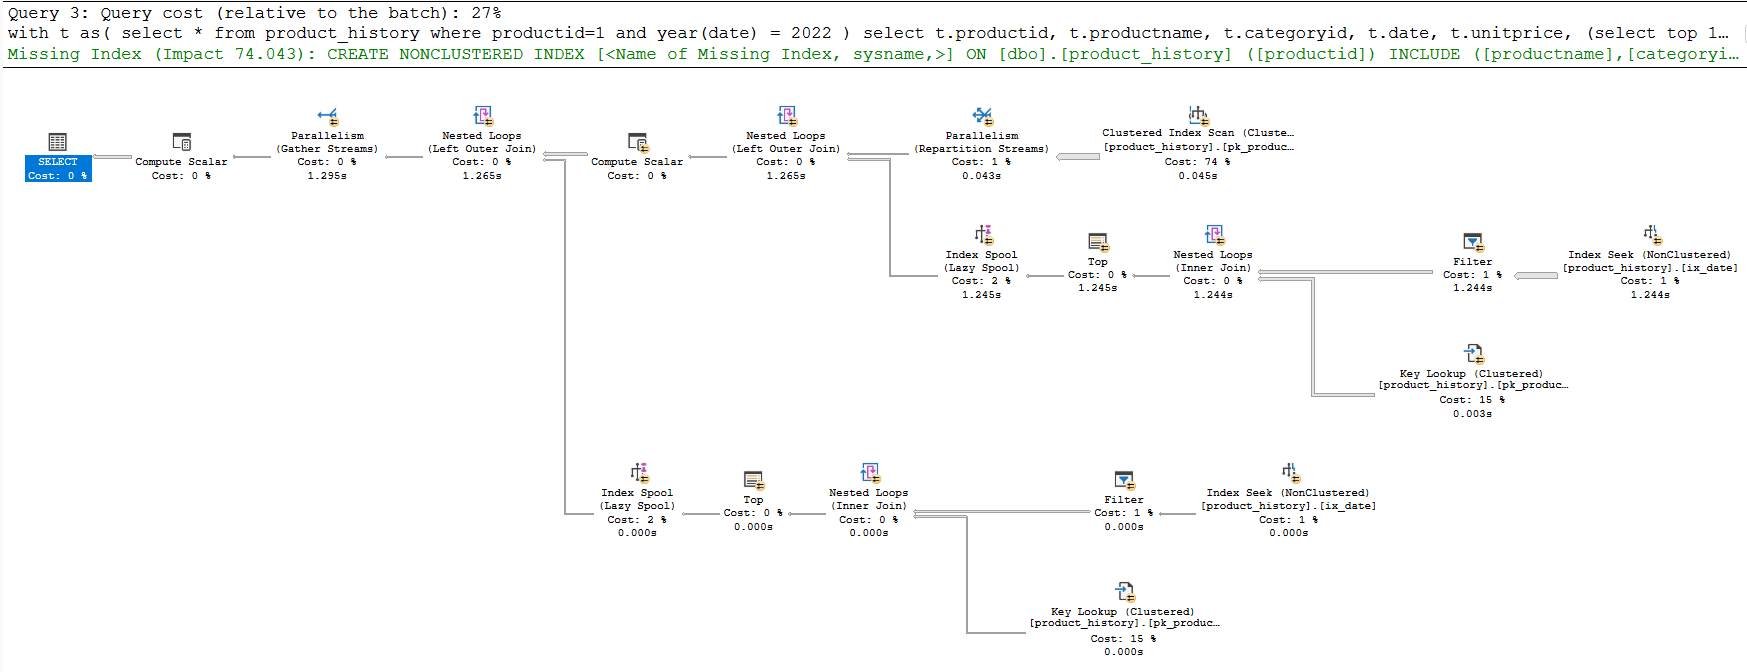 Query 3: Query cost (relative to the batch): 27%
with t as( select * from product_history where productid=1 and year(date) = 2022 ) select t.productid, t.productname, t.categoryid, t.date, t.unitprice, (select top 1…
Missing Index (Impact 74.043): CREATE NONCLUSTERED INDEX [<Name of Missing Index, sysname,>] ON [dbo].[product_history] ([productid]) INCLUDE ([productname],[categoryi…
SELECT
Cost: 0 %
Compute Scalar
Cost: 0 %
Parallelism
(Gather Streams)
Cost: 0 %
1.295s
Nested Loops
(Left Outer Join)
Cost: 0 %
1.265s
Compute Scalar
Cost: 0 %
Nested Loops
(Left Outer Join)
Cost: 0 %
1.265s
Parallelism
(Repartition Streams)
Cost: 1 %
0.043s
Clustered Index Scan (Cluste…
[product_history].[pk_produc…
Cost: 74 %
0.045s
Index Spool
(Lazy Spool)
Cost: 2 %
1.245s
Top
Cost: 0 %
1.245s
Nested Loops
(Inner Join)
Cost: 0 %
1.244s
Filter
Cost: 1 %
1.244s
Index Seek (NonClustered)
[product_history].[ix_date]
Cost: 1 %
1.244s
Key Lookup (Clustered)
[product_history].[pk_produc…
Cost: 15 %
0.003s
Index Spool
(Lazy Spool)
Cost: 2 %
0.000s
Top
Cost: 0 %
0.000s
Nested Loops
(Inner Join)
Cost: 0 %
0.000s
Filter
Cost: 1 %
0.000s
Index Seek (NonClustered)
[product_history].[ix_date]
Cost: 1 %
0.000s
Key Lookup (Clustered)
[product_history].[pk_produc…
Cost: 15 %
0.000s